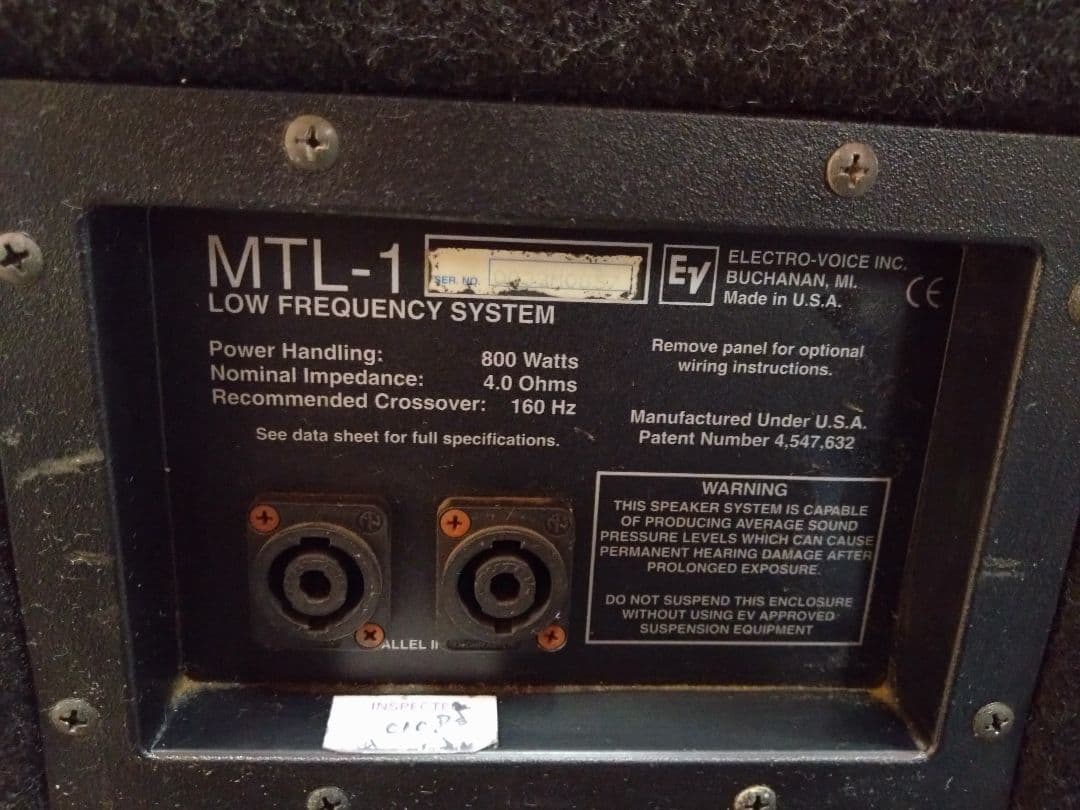 MTL-1
SER. NO.
LOW FREQUENCY SYSTEM
EV
ELECTRO-VOICE INC.
BUCHANAN, MI.
Made in U.S.A.
CE
Power Handling: 800 Watts
Nominal Impedance: 4.0 Ohms
Recommended Crossover: 160 Hz
See data sheet for full specifications.
Remove panel for optional
wiring instructions.
Manufactured Under U.S.A.
Patent Number 4,547,632
WARNING
THIS SPEAKER SYSTEM IS CAPABLE
OF PRODUCING AVERAGE SOUND
PRESSURE LEVELS WHICH CAN CAUSE
PERMANENT HEARING DAMAGE AFTER
PROLONGED EXPOSURE.
DO NOT SUSPEND THIS ENCLOSURE
WITHOUT USING EV APPROVED
SUSPENSION EQUIPMENT
ALLEL
INSPECTE